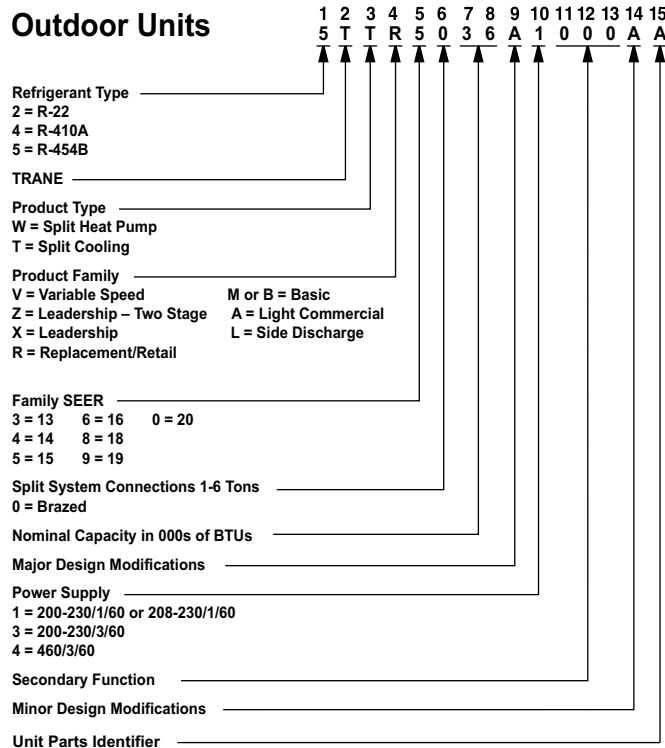 Outdoor Units
1 2 3 4 5 6 7 8 9 10 11 12 13 14 15
5 T T R 5 0 3 6 A 1 0 0 0 A A
Refrigerant Type
2 = R-22
4 = R-410A
5 = R-454B
TRANE
Product Type
W = Split Heat Pump
T = Split Cooling
Product Family
V = Variable Speed M or B = Basic
Z = Leadership – Two Stage A = Light Commercial
X = Leadership L = Side Discharge
R = Replacement/Retail
Family SEER
3 = 13 6 = 16 0 = 20
4 = 14 8 = 18
5 = 15 9 = 19
Split System Connections 1-6 Tons
0 = Brazed
Nominal Capacity in 000s of BTUs
Major Design Modifications
Power Supply
1 = 200-230/1/60 or 208-230/1/60
3 = 200-230/3/60
4 = 460/3/60
Secondary Function
Minor Design Modifications
Unit Parts Identifier